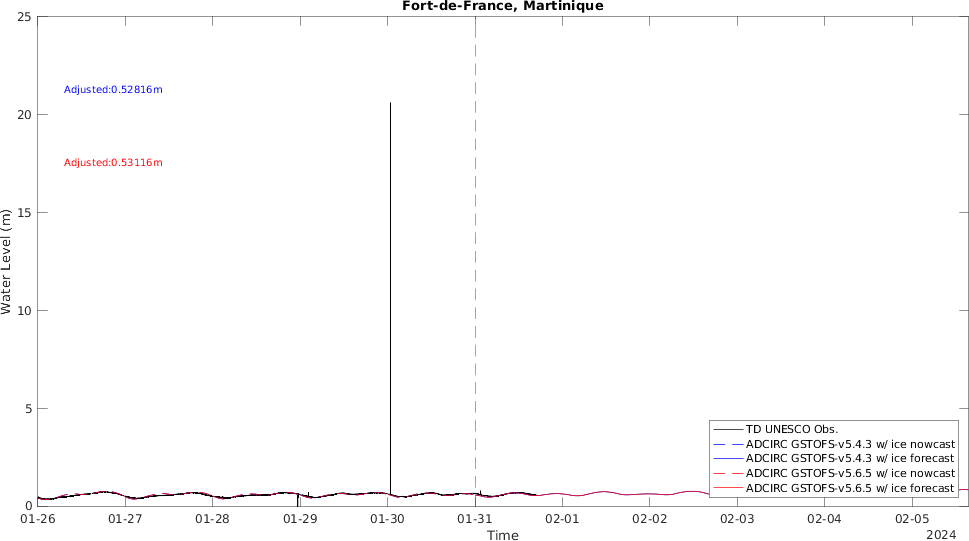 Fort-de-France, Martinique
25
20
15
10
5
0
Water Level (m)
Adjusted:0.52816m
Adjusted:0.53116m
TD UNESCO Obs.
ADCIRC GSTOFS-v5.4.3 w/ ice nowcast
ADCIRC GSTOFS-v5.4.3 w/ ice forecast
ADCIRC GSTOFS-v5.6.5 w/ ice nowcast
ADCIRC GSTOFS-v5.6.5 w/ ice forecast
01-26 01-27 01-28 01-29 01-30 01-31 02-01 02-02 02-03 02-04 02-05
Time
2024